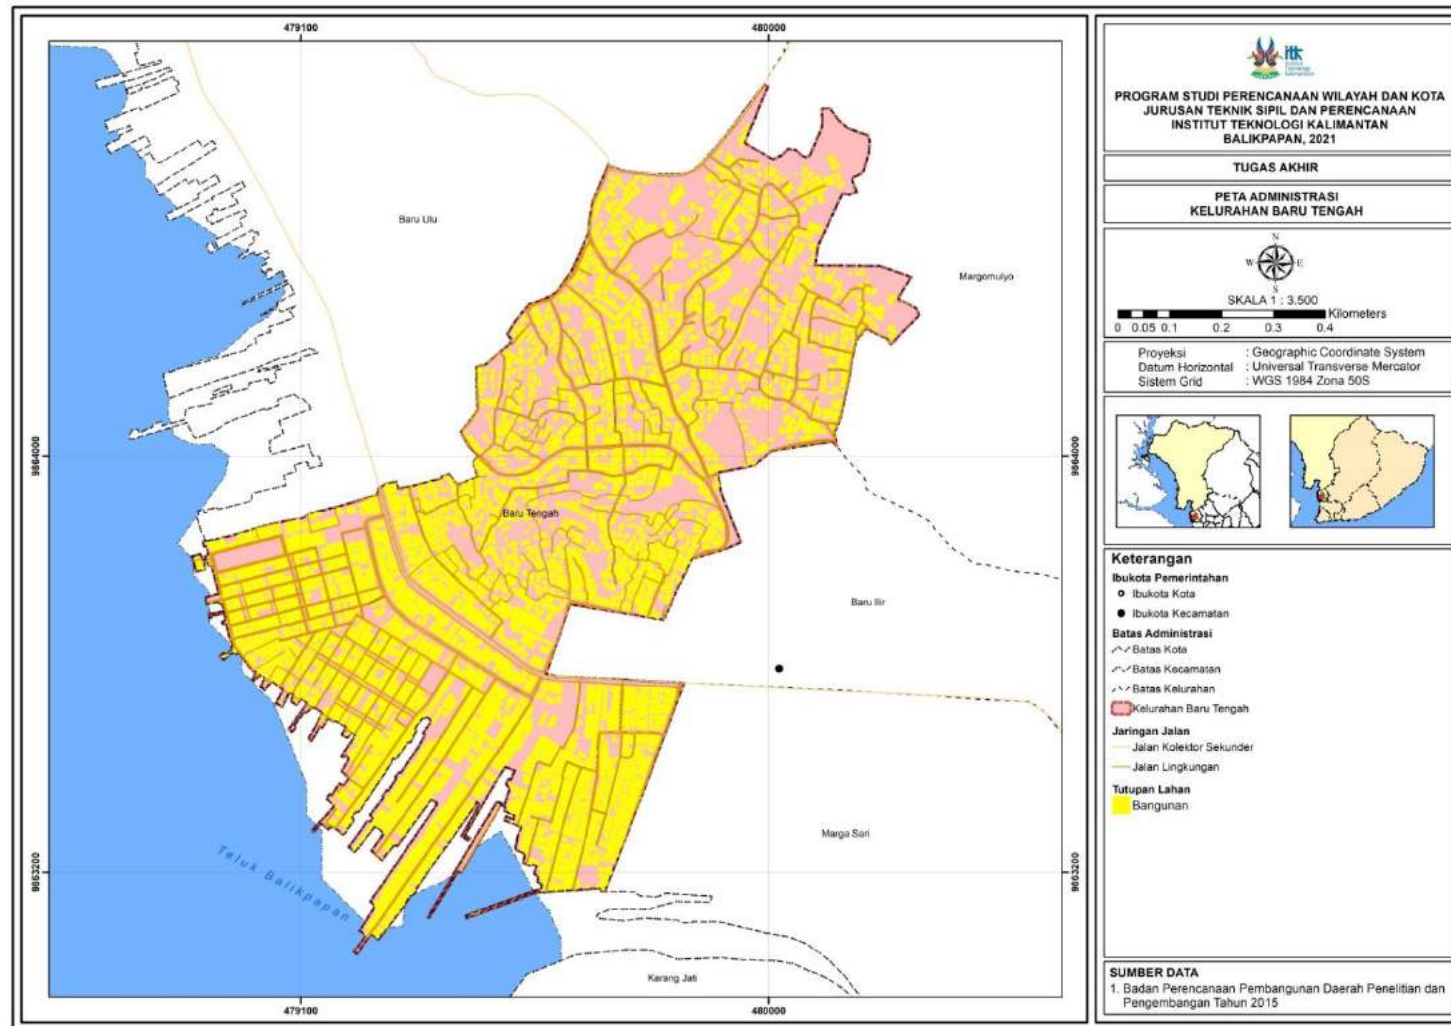 479100
480000
9864000
9863200
Baru Ulu
Margomulyo
Baru Tengah
Baru Ilir
Marga Sari
Teluk Balikpapan
Karang Jati
9864000
9863200
479100
480000
itk
PROGRAM STUDI PERENCANAAN WILAYAH DAN KOTA
JURUSAN TEKNIK SIPIL DAN PERENCANAAN
INSTITUT TEKNOLOGI KALIMANTAN
BALIKPAPAN, 2021
TUGAS AKHIR
PETA ADMINISTRASI
KELURAHAN BARU TENGAH
N
W E
S
SKALA 1 : 3.500
Kilometers
0 0.05 0.1 0.2 0.3 0.4
Proyeksi : Geographic Coordinate System
Datum Horizontal : Universal Transverse Mercator
Sistem Grid : WGS 1984 Zona 50S
Keterangan
Ibukota Pemerintahan
Ibukota Kota
Ibukota Kecamatan
Batas Administrasi
Batas Kota
Batas Kecamatan
Batas Kelurahan
Kelurahan Baru Tengah
Jaringan Jalan
Jalan Kolektor Sekunder
Jalan Lingkungan
Tutupan Lahan
Bangunan
SUMBER DATA
1. Badan Perencanaan Pembangunan Daerah Penelitian dan
Pengembangan Tahun 2015